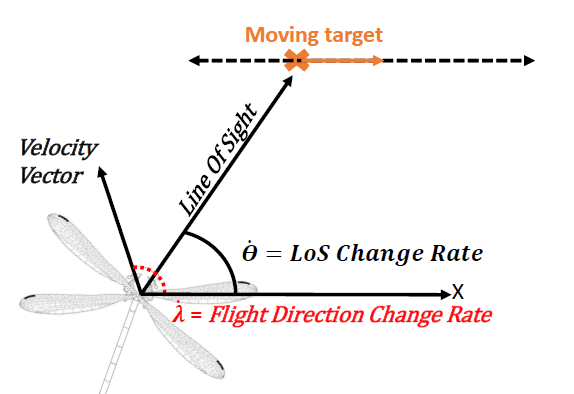 Moving target
Line Of Sight
Velocity
Vector
θ̇ = LoS Change Rate
X
λ̇ = Flight Direction Change Rate